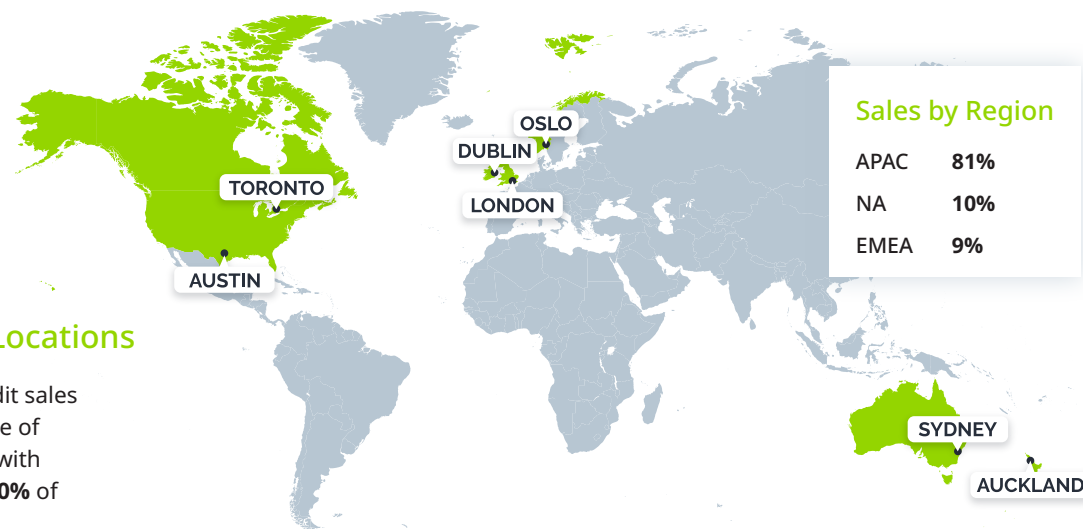 OSLO
DUBLIN
LONDON
TORONTO
AUSTIN
Sales by Region
APAC 81%
NA 10%
EMEA 9%
Locations
dit sales
e of
with
0% of
SYDNEY
AUCKLAND